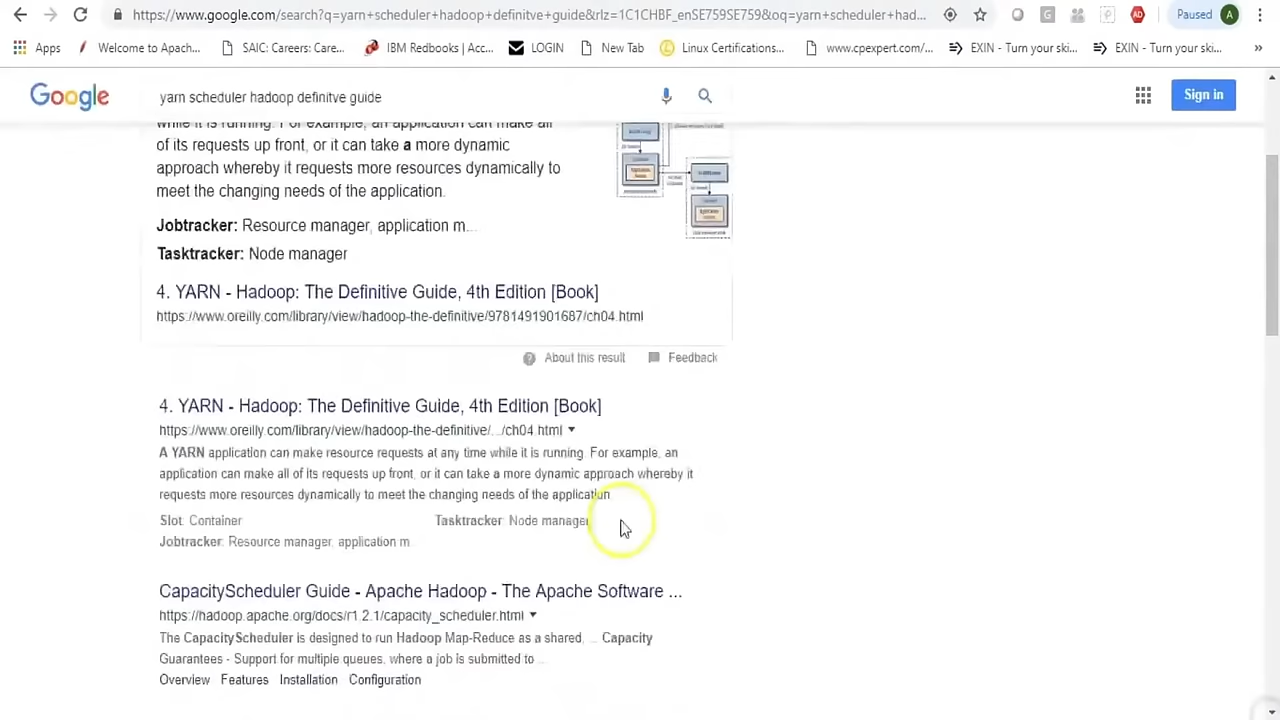 https://www.google.com/search?q=yarn+scheduler+hadoop+definitve+guide&rlz=1C1CHBF_enSE759SE759&oq=yarn+scheduler+had...
Paused A
Apps Welcome to Apach... SAIC: Careers: Care... IBM Redbooks | Acc... LOGIN New Tab Linux Certifications... www.cpexpert.com/... EXIN - Turn your ski... EXIN - Turn your ski... »
Google yarn scheduler hadoop definitve guide Sign in
while it is running. For example, an application can make all
of its requests up front, or it can take a more dynamic
approach whereby it requests more resources dynamically to
meet the changing needs of the application.
Jobtracker: Resource manager, application m...
Tasktracker: Node manager
4. YARN - Hadoop: The Definitive Guide, 4th Edition [Book]
https://www.oreilly.com/library/view/hadoop-the-definitive/9781491901687/ch04.html
About this result Feedback
4. YARN - Hadoop: The Definitive Guide, 4th Edition [Book]
https://www.oreilly.com/library/view/hadoop-the-definitive/.../ch04.html
A YARN application can make resource requests at any time while it is running. For example, an
application can make all of its requests up front, or it can take a more dynamic approach whereby it
requests more resources dynamically to meet the changing needs of the application
Slot: Container Tasktracker: Node manager
Jobtracker: Resource manager, application m
CapacityScheduler Guide - Apache Hadoop - The Apache Software ...
https://hadoop.apache.org/docs/r1.2.1/capacity_scheduler.html
The CapacityScheduler is designed to run Hadoop Map-Reduce as a shared, ... Capacity
Guarantees - Support for multiple queues, where a job is submitted to ...
Overview Features Installation Configuration